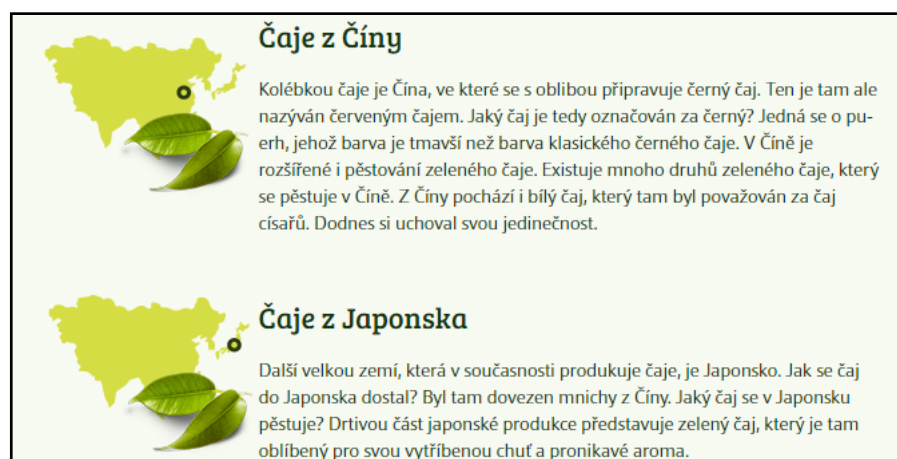 Čaje z Číny
Kolébkou čaje je Čína, ve které se s oblibou připravuje černý čaj. Ten je tam ale
nazýván červeným čajem. Jaký čaj je tedy označován za černý? Jedná se o pu-
erh, jehož barva je tmavší než barva klasického černého čaje. V Číně je
rozšířené i pěstování zeleného čaje. Existuje mnoho druhů zeleného čaje, který
se pěstuje v Číně. Z Číny pochází i bílý čaj, který tam byl považován za čaj
císařů. Dodnes si uchoval svou jedinečnost.
Čaje z Japonska
Další velkou zemí, která v současnosti produkuje čaje, je Japonsko. Jak se čaj
do Japonska dostal? Byl tam dovezen mnichy z Číny. Jaký čaj se v Japonsku
pěstuje? Drtivou část japonské produkce představuje zelený čaj, který je tam
oblíbený pro svou vytříbenou chuť a pronikavé aroma.